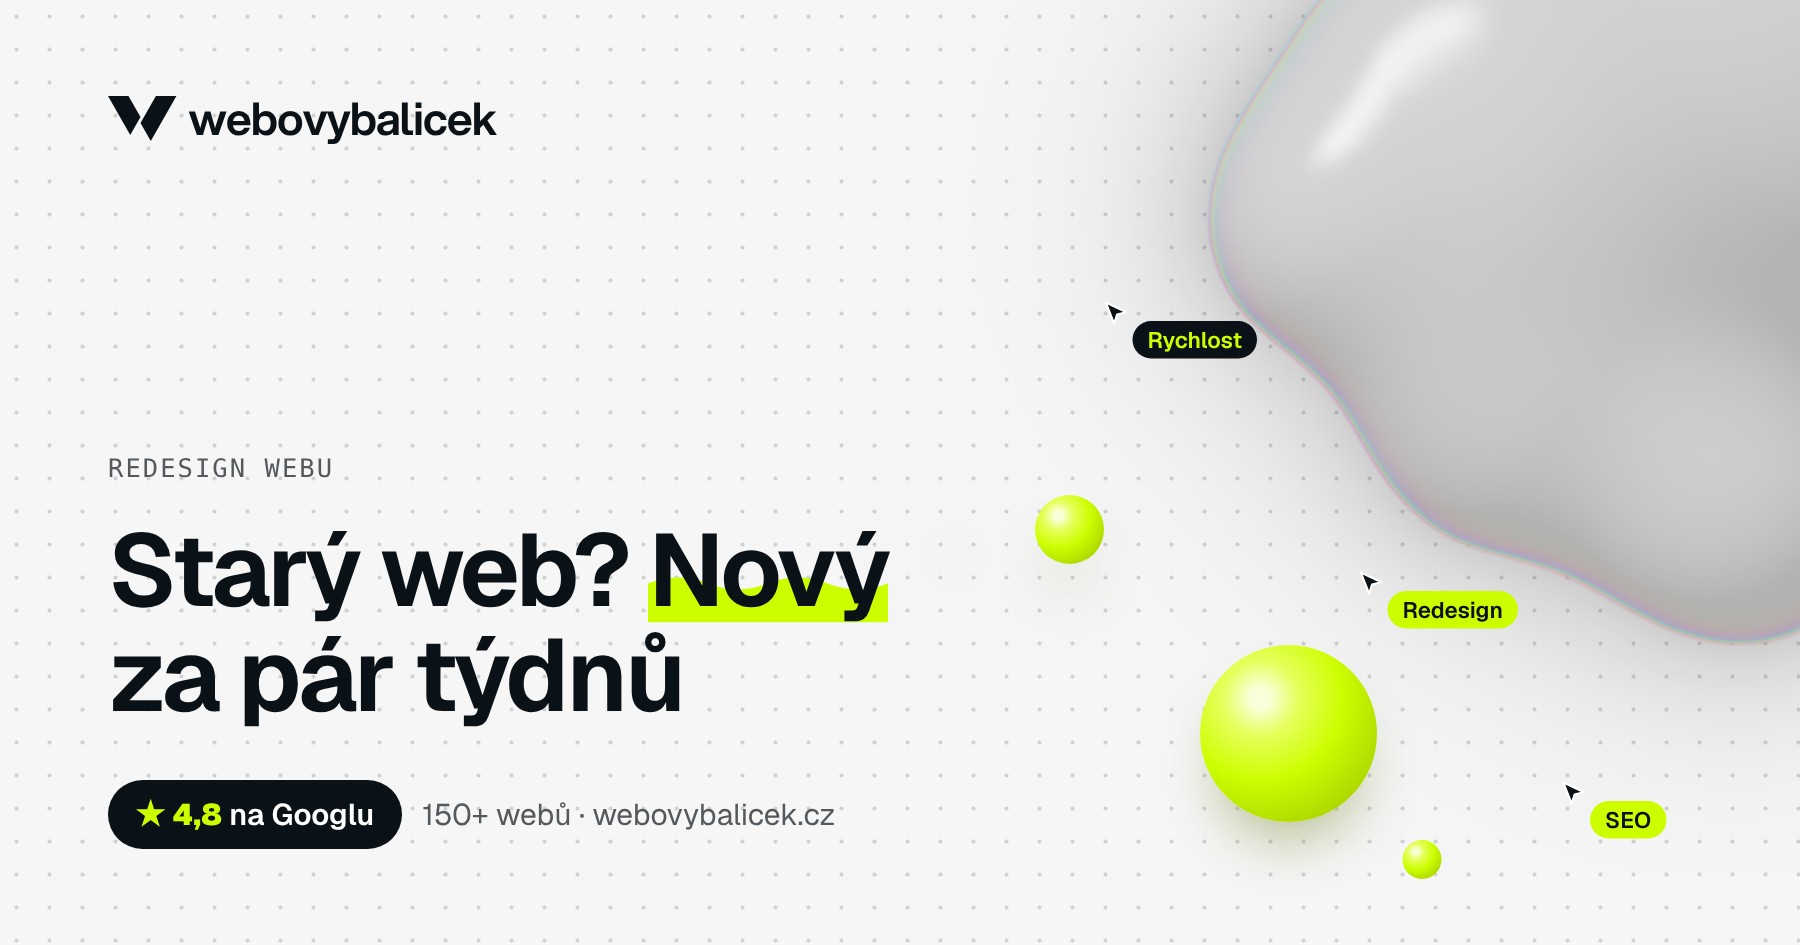 webovybalicek
Rychlost
REDESIGN WEBU
Starý web? Nový
za pár týdnů
Redesign
★ 4,8 na Googlu
150+ webů · webovybalicek.cz
SEO